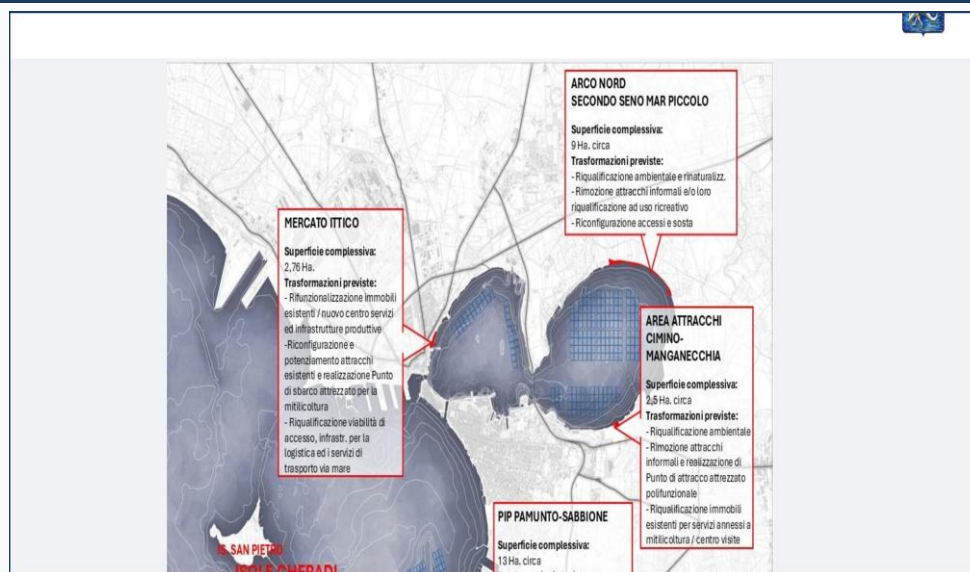 ARCO NORD
SECONDO SENO MAR PICCOLO
Superficie complessiva:
9 Ha. circa
Trasformazioni previste:
- Riqualificazione ambientale e rinaturalizz.
- Rimozione attracchi informali e/o loro
riqualificazione ad uso ricreativo
- Riconfigurazione accessi e sosta
MERCATO ITTICO
Superficie complessiva:
2,76 Ha.
Trasformazioni previste:
- Rifunzionalizzazione immobili
esistenti / nuovo centro servizi
ed infrastrutture produttive
-Riconfigurazione e
potenziamento attracchi
esistenti e realizzazione Punto
di sbarco attrezzato per la
mitilicoltura
- Riqualificazione viabilità di
accesso, infrastr. per la
logistica ed i servizi di
trasporto via mare
AREA ATTRACCHI
CIMINO-
MANGANECCHIA
Superficie complessiva:
2,5 Ha. circa
Trasformazioni previste:
- Riqualificazione ambientale
- Rimozione attracchi
informali e realizzazione di
Punto di attracco attrezzato
polifunzionale
- Riqualificazione immobili
esistenti per servizi annessi a
mitilicoltura / centro visite
PIP PAMUNTO-SABBIONE
Superficie complessiva:
13 Ha. circa
IS. SAN PIETRO
ISOLE CHERADI